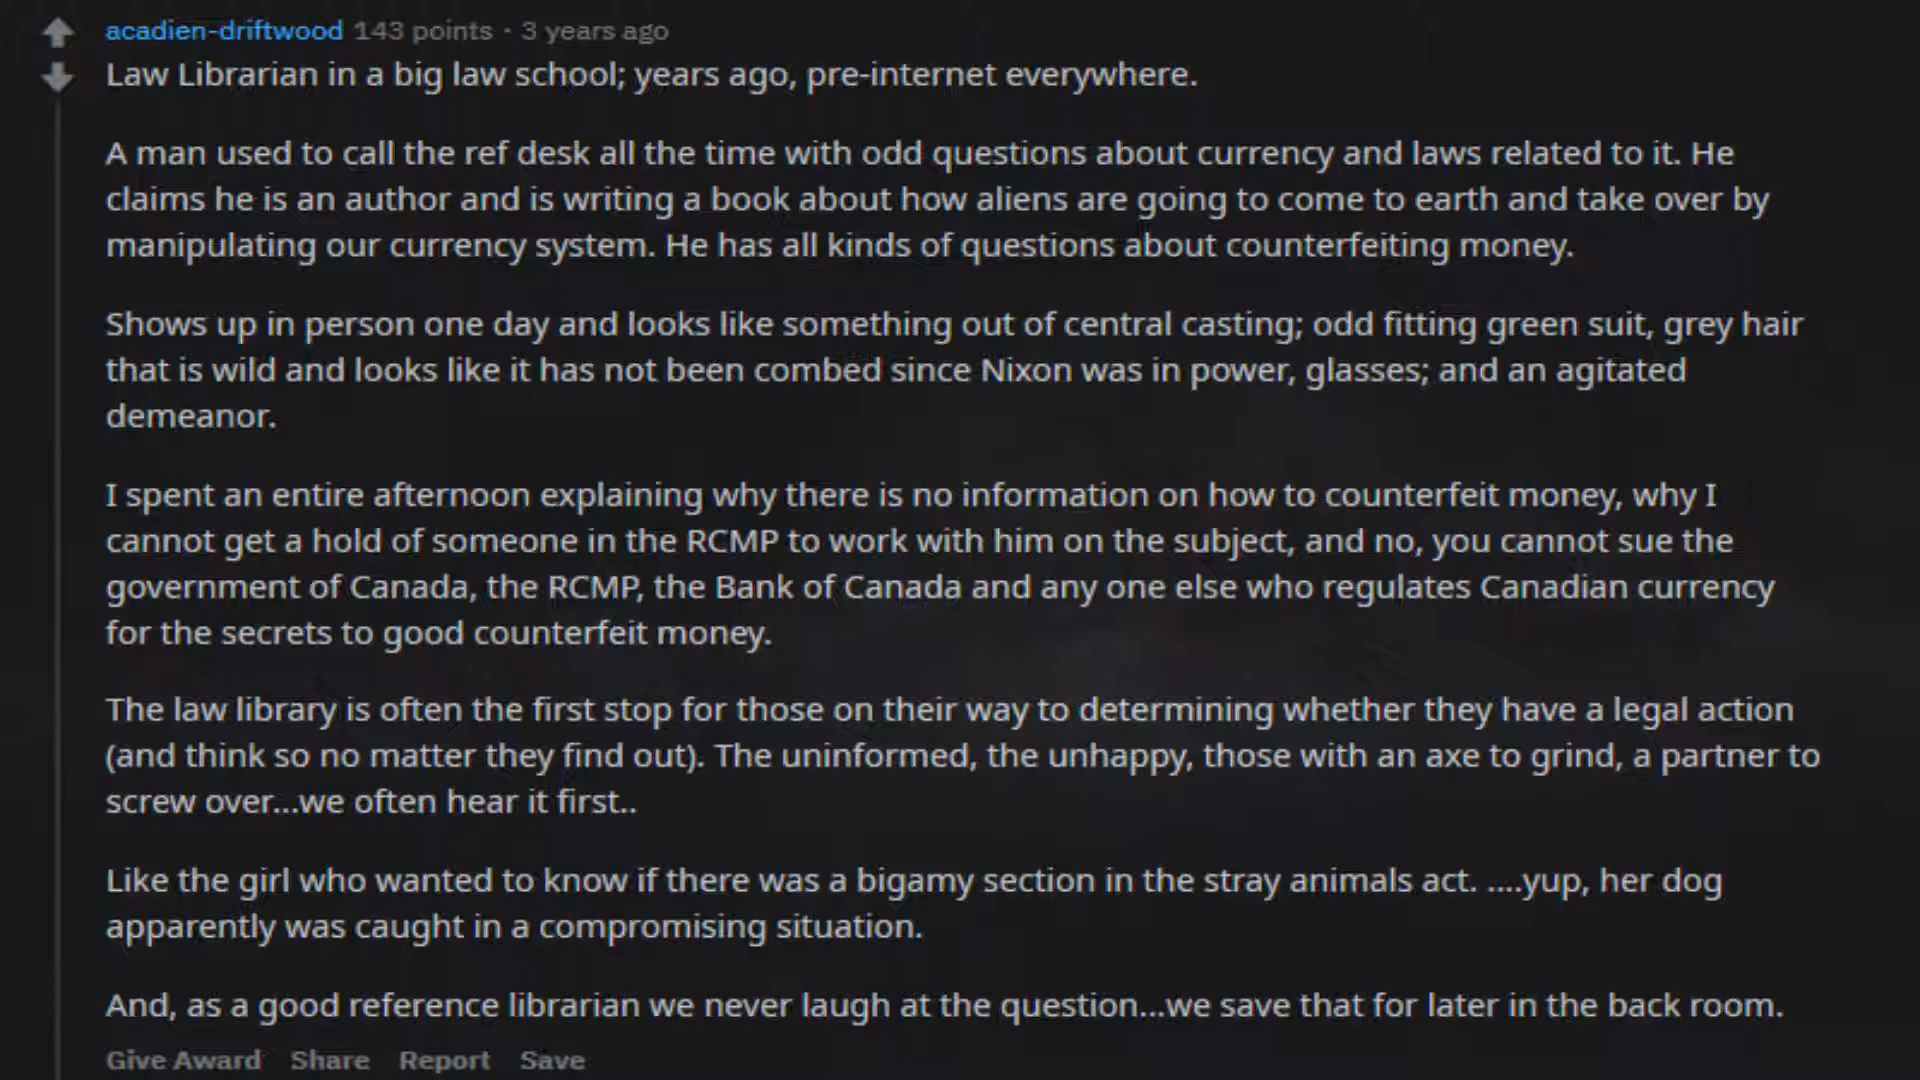 acadien-driftwood 143 points · 3 years ago
Law Librarian in a big law school; years ago, pre-internet everywhere.
A man used to call the ref desk all the time with odd questions about currency and laws related to it. He
claims he is an author and is writing a book about how aliens are going to come to earth and take over by
manipulating our currency system. He has all kinds of questions about counterfeiting money.
Shows up in person one day and looks like something out of central casting; odd fitting green suit, grey hair
that is wild and looks like it has not been combed since Nixon was in power, glasses; and an agitated
demeanor.
I spent an entire afternoon explaining why there is no information on how to counterfeit money, why I
cannot get a hold of someone in the RCMP to work with him on the subject, and no, you cannot sue the
government of Canada, the RCMP, the Bank of Canada and any one else who regulates Canadian currency
for the secrets to good counterfeit money.
The law library is often the first stop for those on their way to determining whether they have a legal action
(and think so no matter they find out). The uninformed, the unhappy, those with an axe to grind, a partner to
screw over...we often hear it first..
Like the girl who wanted to know if there was a bigamy section in the stray animals act. ....yup, her dog
apparently was caught in a compromising situation.
And, as a good reference librarian we never laugh at the question...we save that for later in the back room.
Give Award Share Report Save